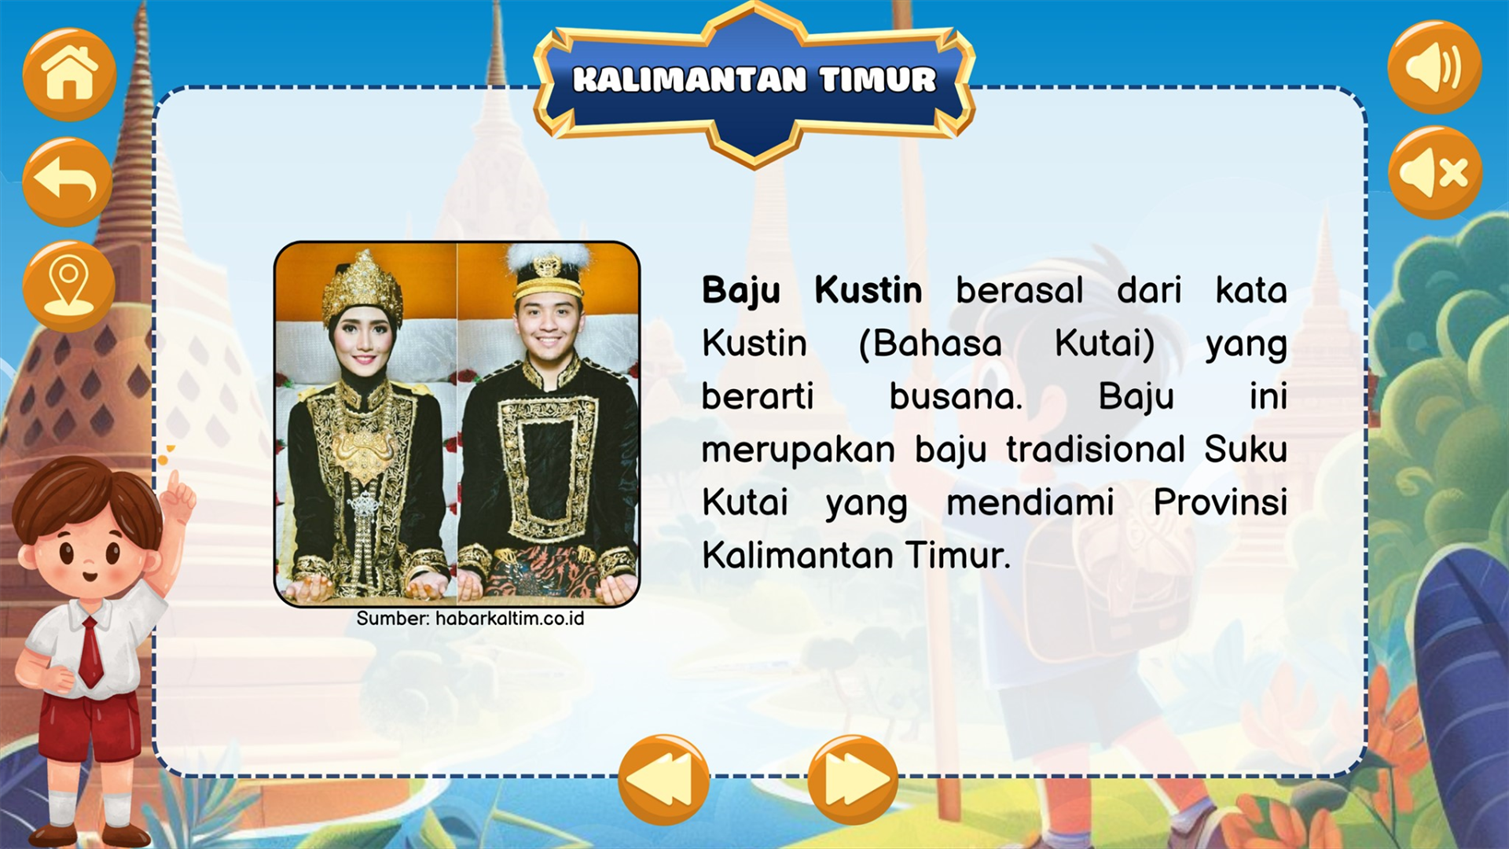 KALIMANTAN TIMUR
Baju Kustin berasal dari kata
Kustin (Bahasa Kutai) yang
berarti busana. Baju ini
merupakan baju tradisional Suku
Kutai yang mendiami Provinsi
Kalimantan Timur.
Sumber: habarkaltim.co.id